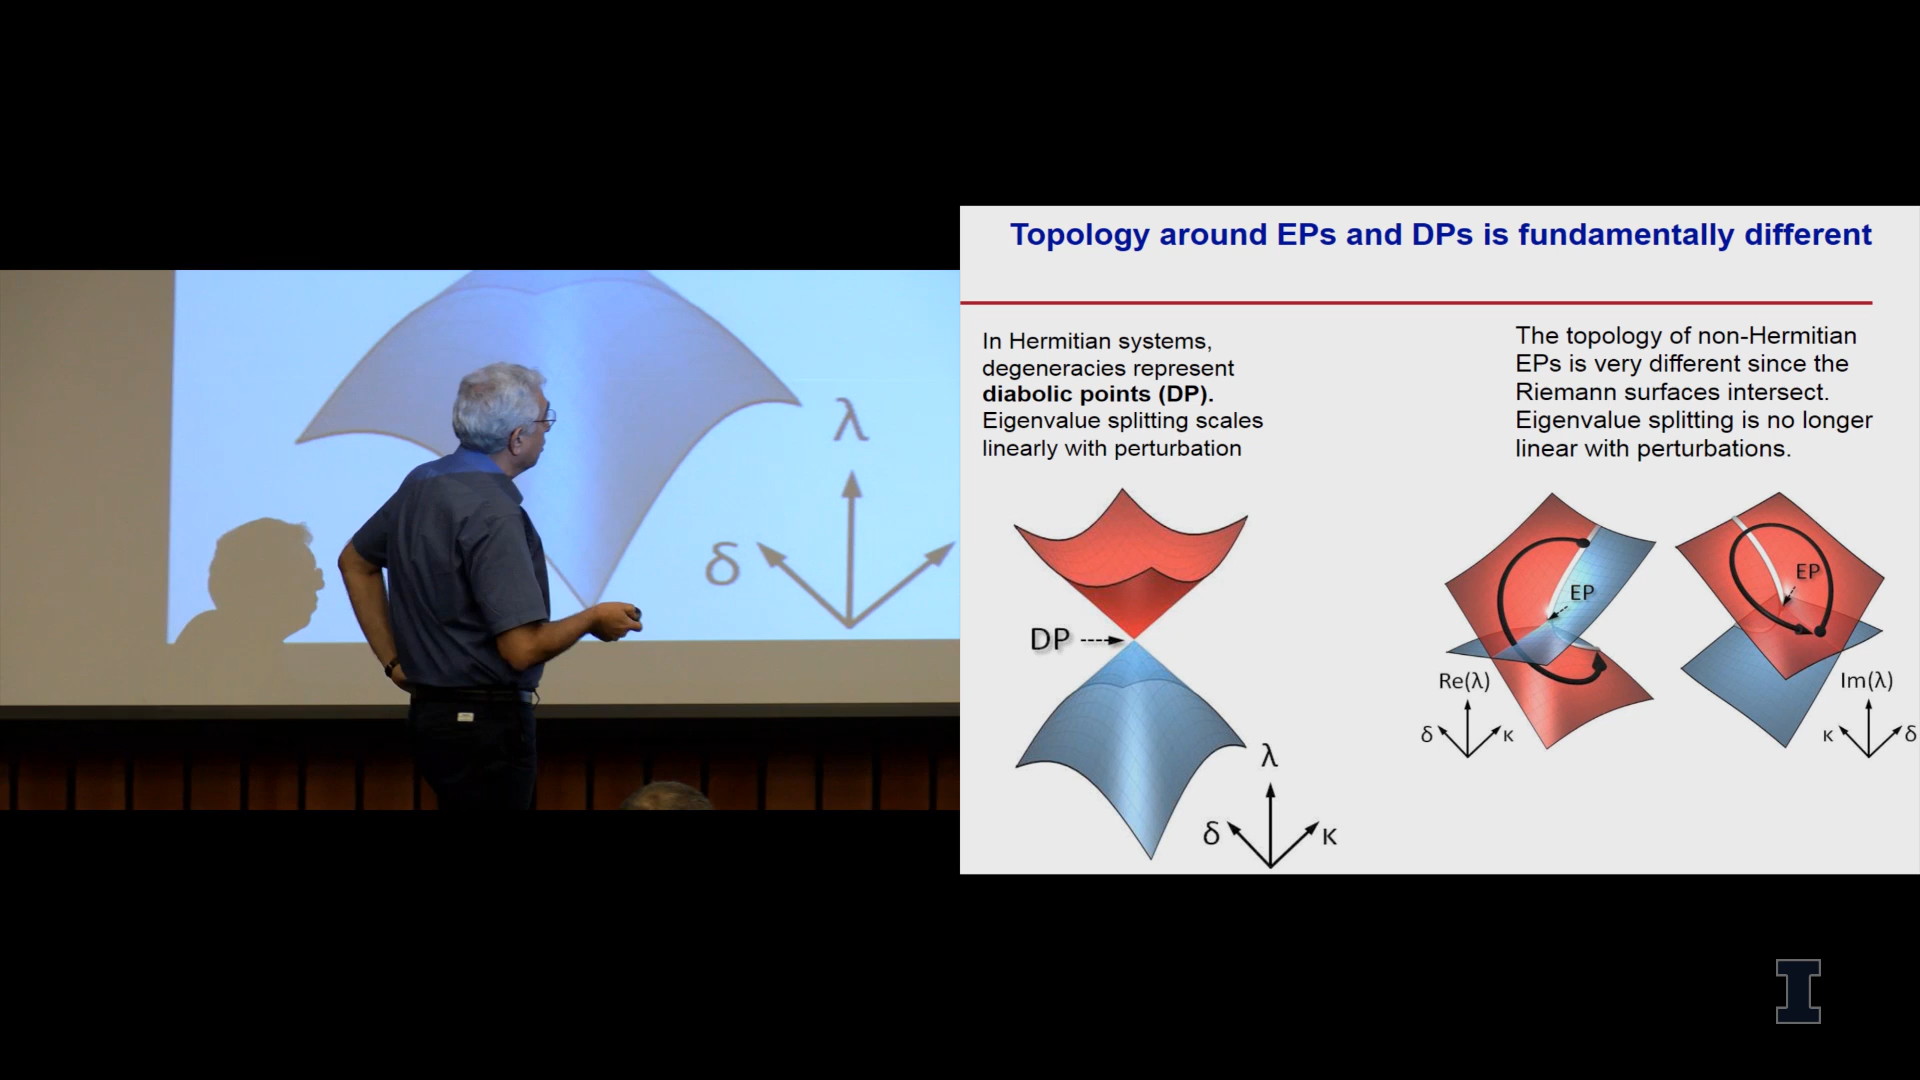 Topology around EPs and DPs is fundamentally different
In Hermitian systems,
degeneracies represent
diabolic points (DP).
Eigenvalue splitting scales
linearly with perturbation
The topology of non-Hermitian
EPs is very different since the
Riemann surfaces intersect.
Eigenvalue splitting is no longer
linear with perturbations.
DP
λ
δ
κ
EP
Re(λ)
δ
κ
EP
Im(λ)
κ
δ
λ
δ
I